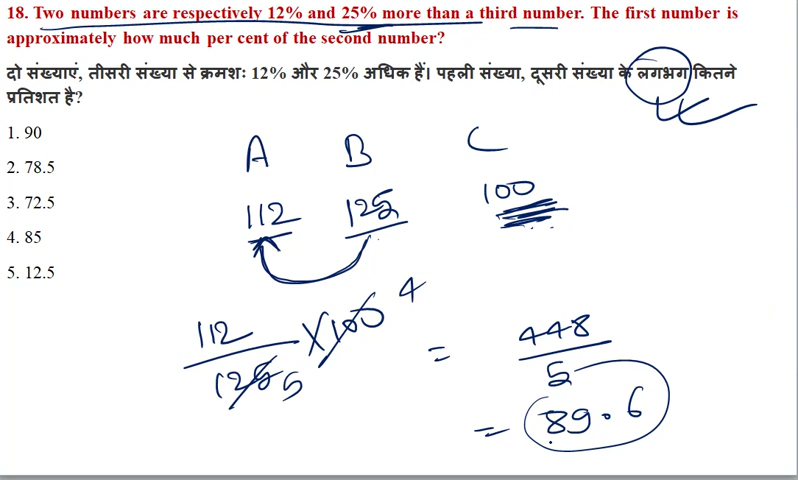 18. Two numbers are respectively 12% and 25% more than a third number. The first number is
approximately how much per cent of the second number?
दो संख्याएं, तीसरी संख्या से क्रमशः 12% और 25% अधिक हैं। पहली संख्या, दूसरी संख्या के लगभग कितने
प्रतिशत है?
1. 90
2. 78.5
3. 72.5
4. 85
5. 12.5
A B C
112 125 100
112/125 5 × 100 4 = 448/5
= 89.6